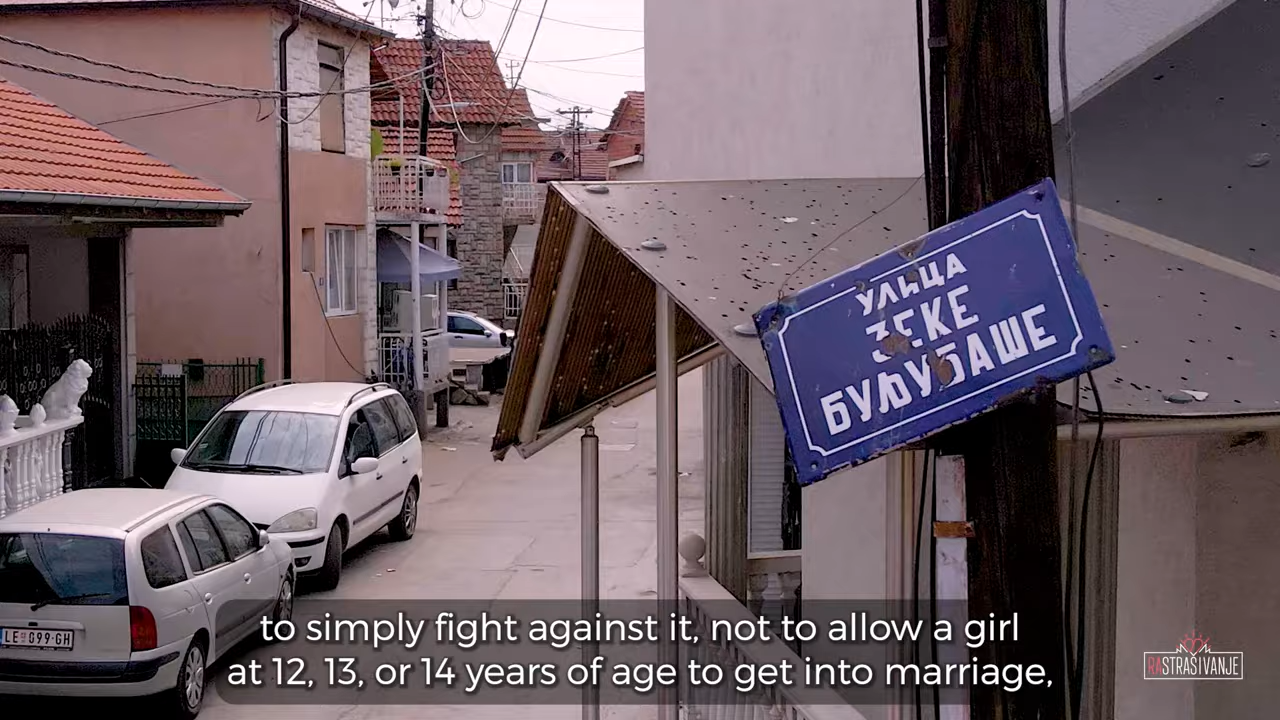 УЛИЦА
ЗЕКЕ
БУЉУБАШЕ
LE 099-GH
to simply fight against it, not to allow a girl
at 12, 13, or 14 years of age to get into marriage,
RASTRAŠIVANJE